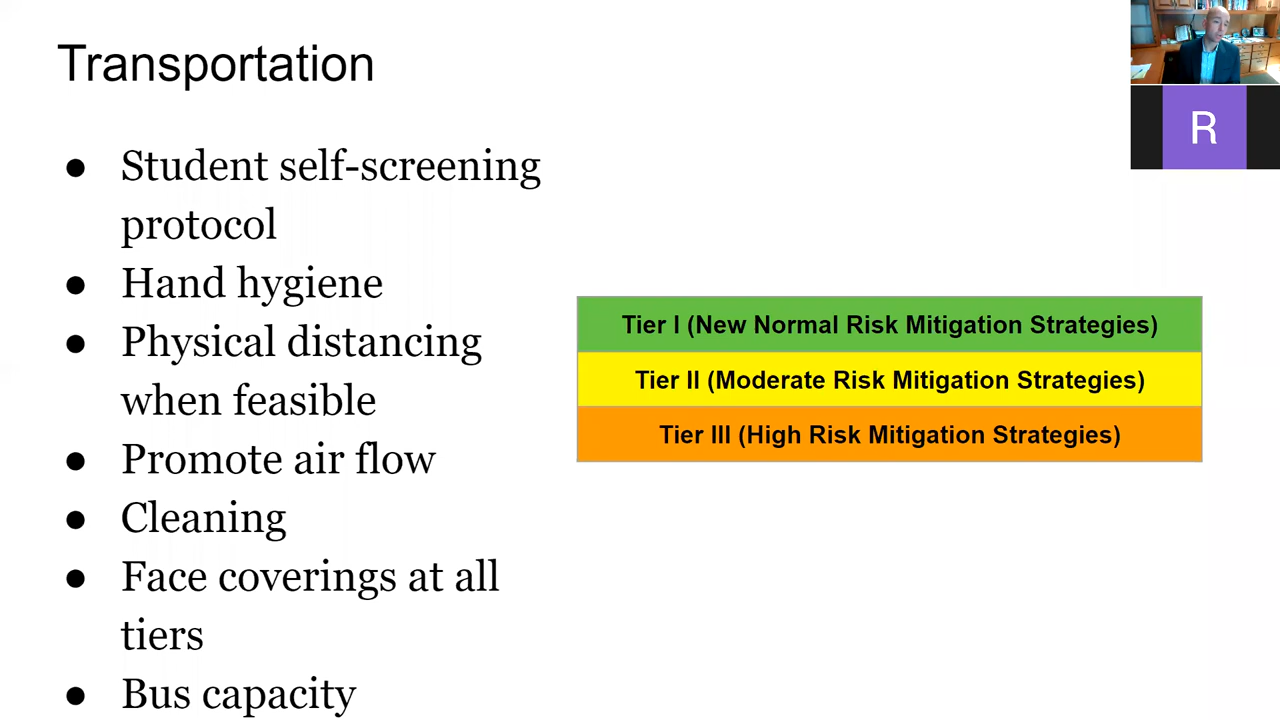 Transportation
● Student self-screening
protocol
● Hand hygiene
● Physical distancing
when feasible
● Promote air flow
● Cleaning
● Face coverings at all
tiers
● Bus capacity
Tier I (New Normal Risk Mitigation Strategies)
Tier II (Moderate Risk Mitigation Strategies)
Tier III (High Risk Mitigation Strategies)
R